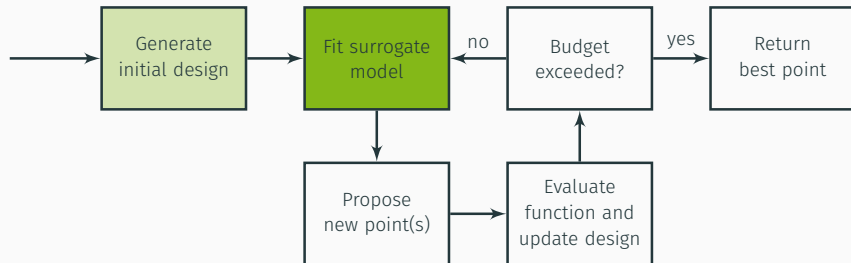 Generate
initial design
Fit surrogate
model
no
Budget
exceeded?
yes
Return
best point
Propose
new point(s)
Evaluate
function and
update design